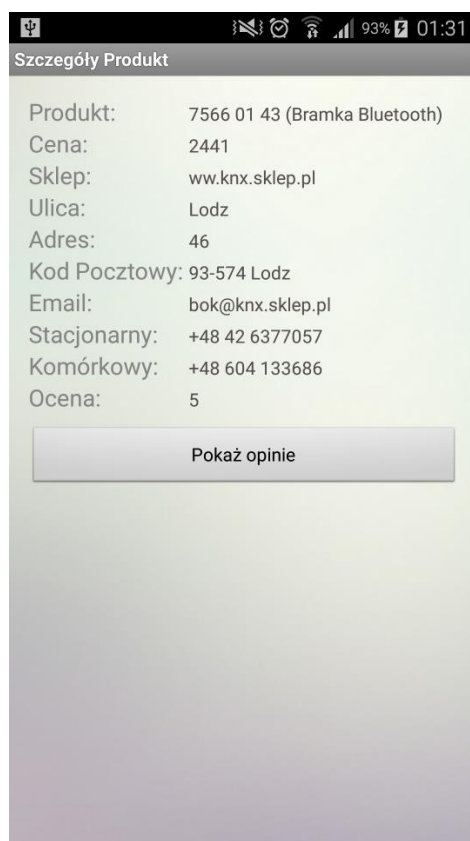 93% 01:31
Szczegóły Produkt
Produkt: 7566 01 43 (Bramka Bluetooth)
Cena: 2441
Sklep: ww.knx.sklep.pl
Ulica: Lodz
Adres: 46
Kod Pocztowy: 93-574 Lodz
Email: bok@knx.sklep.pl
Stacjonarny: +48 42 6377057
Komórkowy: +48 604 133686
Ocena: 5
Pokaż opinie